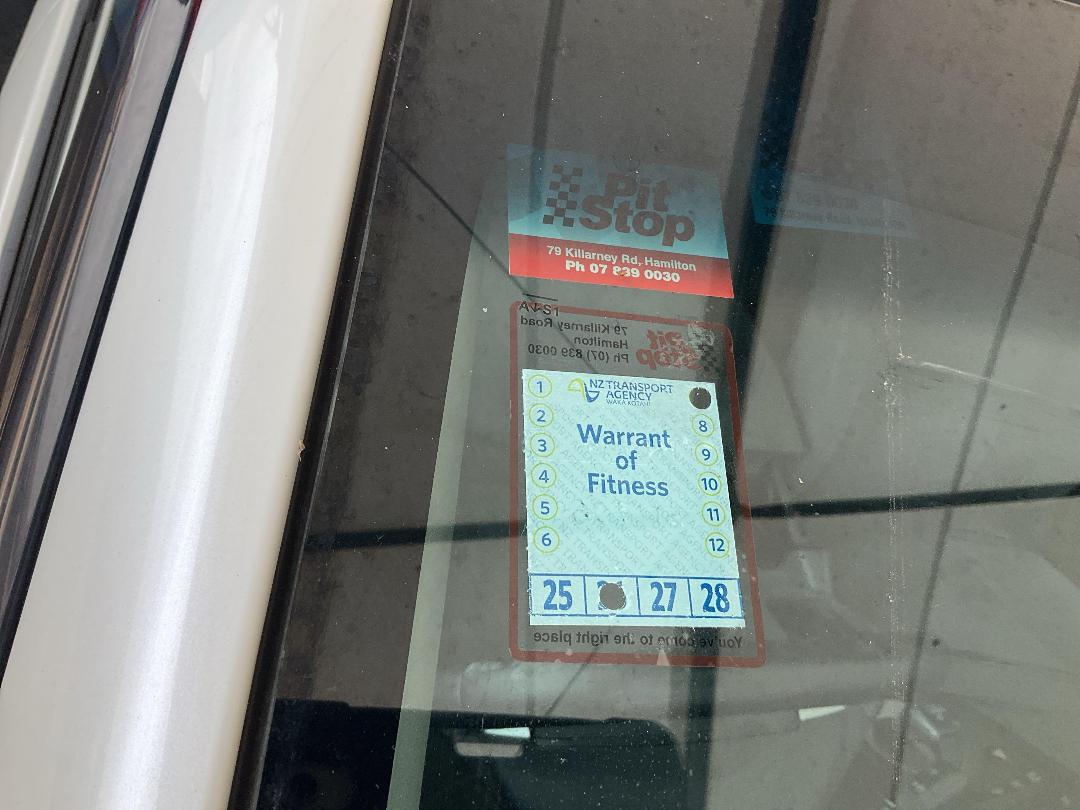 Pit
Stop
79 Killarney Rd, Hamilton
Ph 07 839 0030
79 Killarney Road
Hamilton
Ph (07) 839 0030
Pit
Stop
NZ TRANSPORT
AGENCY
WAKA KOTAHI
Warrant
of
Fitness
1
2
3
4
5
6
8
9
10
11
12
25 27 28
You've come to the right place